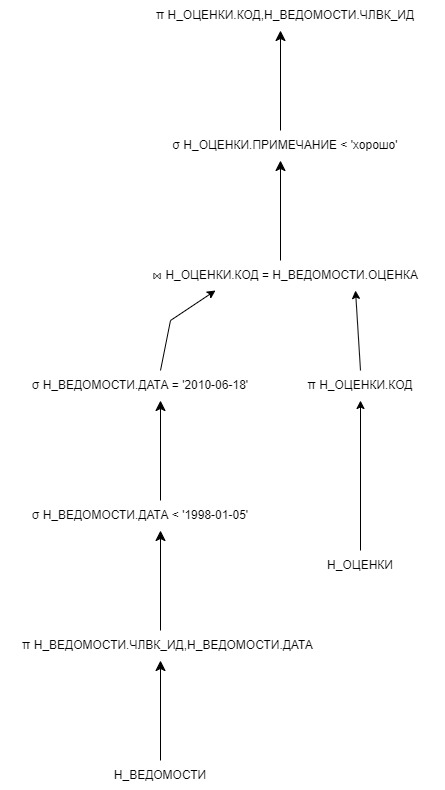 π Н_ОЦЕНКИ.КОД,Н_ВЕДОМОСТИ.ЧЛВК_ИД
σ Н_ОЦЕНКИ.ПРИМЕЧАНИЕ < 'хорошо'
⋈ Н_ОЦЕНКИ.КОД = Н_ВЕДОМОСТИ.ОЦЕНКА
σ Н_ВЕДОМОСТИ.ДАТА = '2010-06-18'
π Н_ОЦЕНКИ.КОД
σ Н_ВЕДОМОСТИ.ДАТА < '1998-01-05'
Н_ОЦЕНКИ
π Н_ВЕДОМОСТИ.ЧЛВК_ИД,Н_ВЕДОМОСТИ.ДАТА
Н_ВЕДОМОСТИ